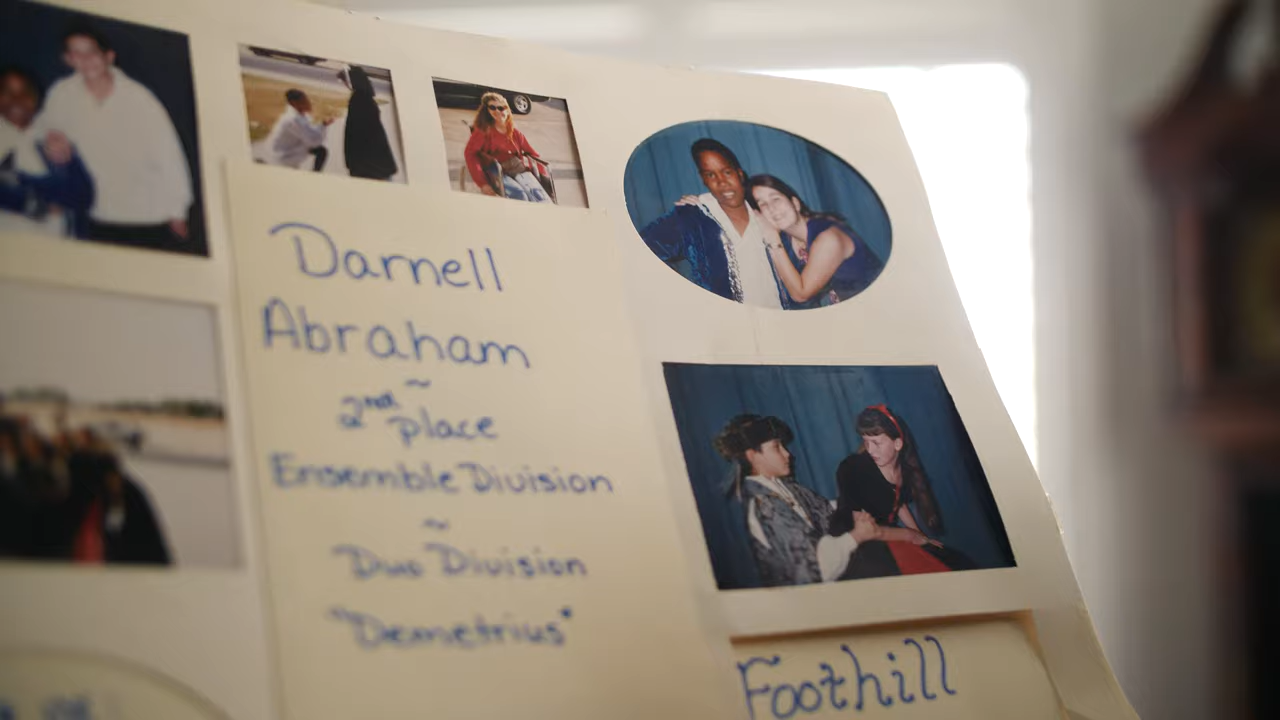 Darnell
Abraham
~
2nd place
Ensemble Division
~
Duo Division
"Demetrius"
Foothill